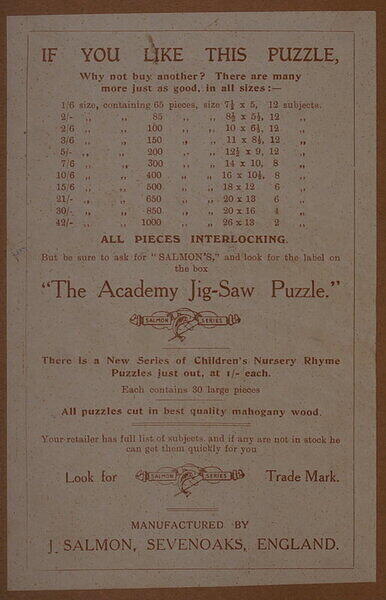 IF YOU LIKE THIS PUZZLE,
Why not buy another? There are many
more just as good, in all sizes:—
1/6 size, containing 65 pieces, size 7½ x 5, 12 subjects.
2/- ,, ,, 85 ,, ,, 8½ x 5½, 12 ,,
2/6 ,, ,, 100 ,, ,, 10 x 6½, 12 ,,
3/6 ,, ,, 150 ,, ,, 11 x 8½, 12 ,,
5/- ,, ,, 200 ,, ,, 12½ x 9, 12 ,,
7/6 ,, ,, 300 ,, ,, 14 x 10, 8 ,,
10/6 ,, ,, 400 ,, ,, 16 x 10½, 8 ,,
15/6 ,, ,, 500 ,, ,, 18 x 12 6 ,,
21/- ,, ,, 650 ,, ,, 20 x 13 6 ,,
30/- ,, ,, 850 ,, ,, 20 x 16 4 ,,
42/- ,, ,, 1000 ,, ,, 26 x 13 2 ,,
ALL PIECES INTERLOCKING.
But be sure to ask for "SALMON'S," and look for the label on
the box
"The Academy Jig-Saw Puzzle."
SALMON SERIES
There is a New Series of Children's Nursery Rhyme
Puzzles just out, at 1/- each.
Each contains 30 large pieces
All puzzles cut in best quality mahogany wood.
Your retailer has full list of subjects, and if any are not in stock he
can get them quickly for you
Look for SALMON SERIES Trade Mark.
MANUFACTURED BY
J. SALMON, SEVENOAKS, ENGLAND.